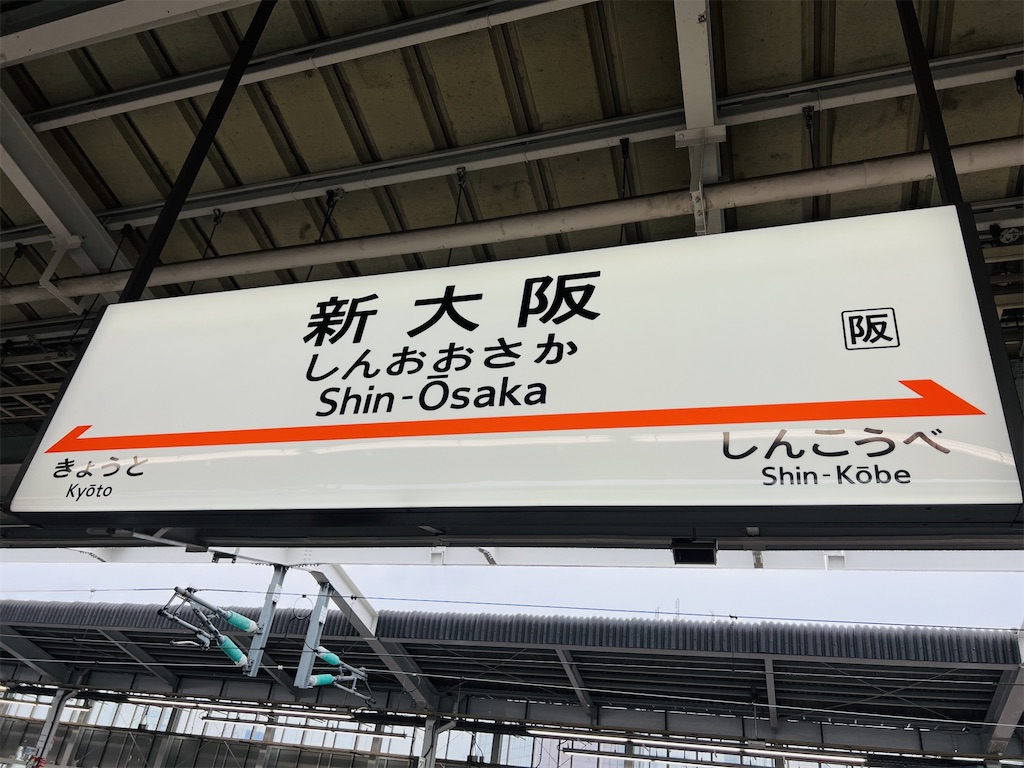 新大阪
しんおおさか
Shin-Ōsaka
阪
きょうと
Kyōto
しんこうべ
Shin-Kōbe